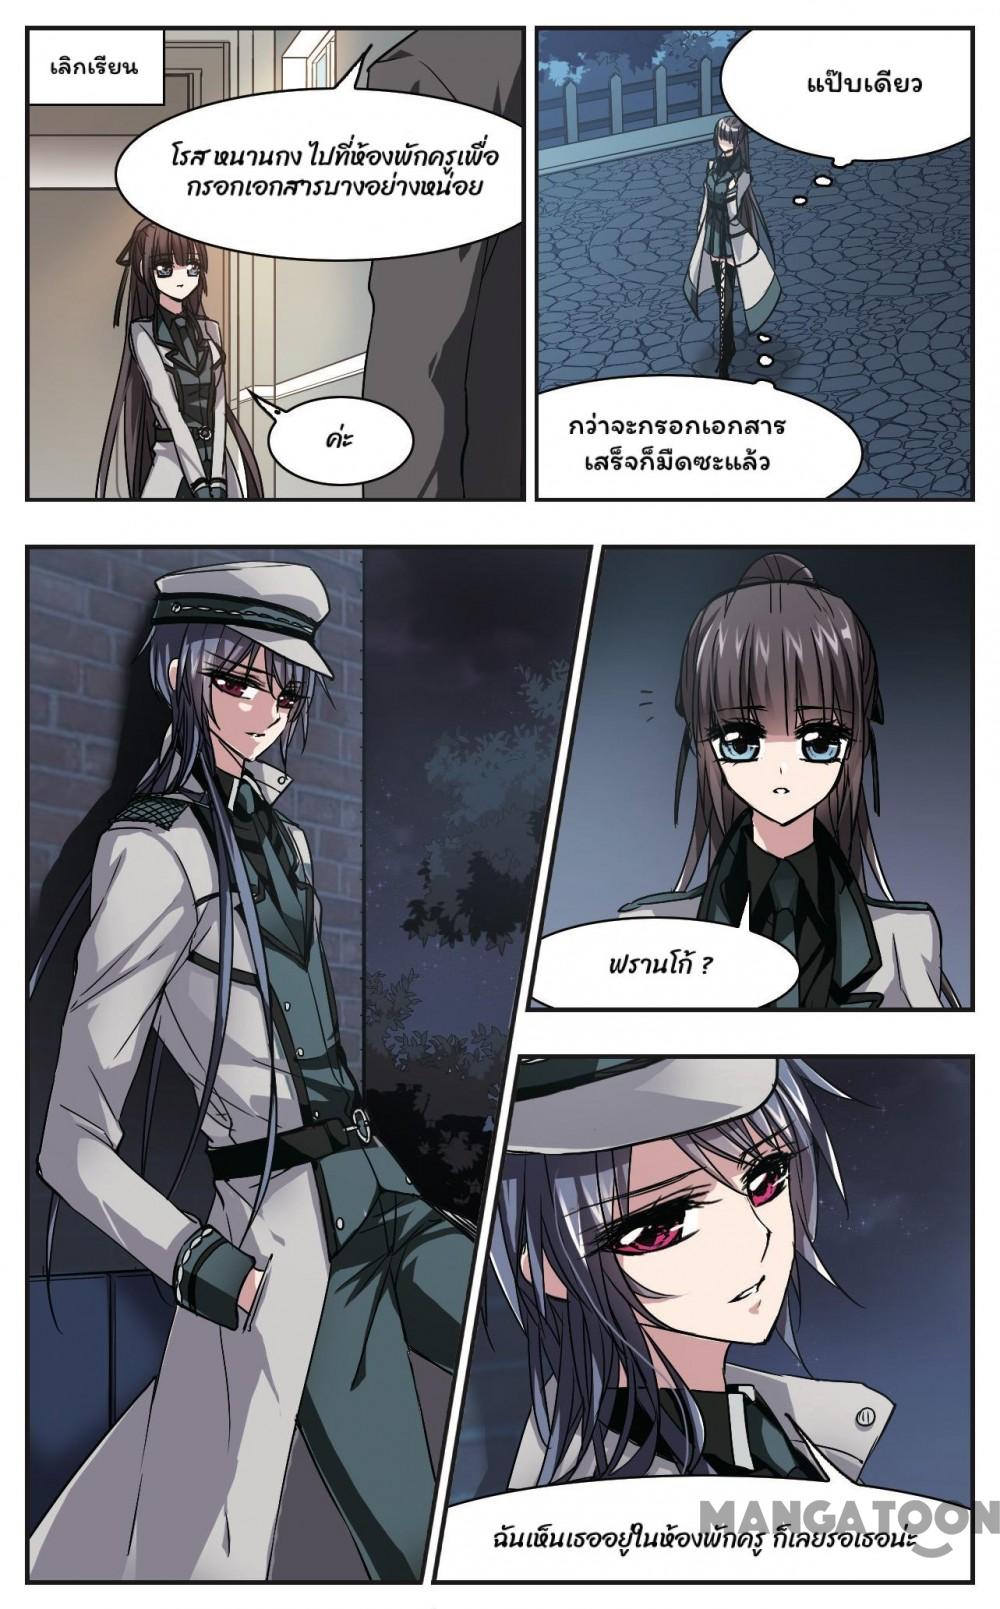 เลิกเรียน
โรส หนานกง ไปที่ห้องพักครูเพื่อ
กรอกเอกสารบางอย่างหน่อย
ค่ะ
แป๊บเดียว
กว่าจะกรอกเอกสาร
เสร็จก็มืดซะแล้ว
ฟรานโก้ ?
ฉันเห็นเธออยู่ในห้องพักครู ก็เลยรอเธอน่ะ
MANGATOON